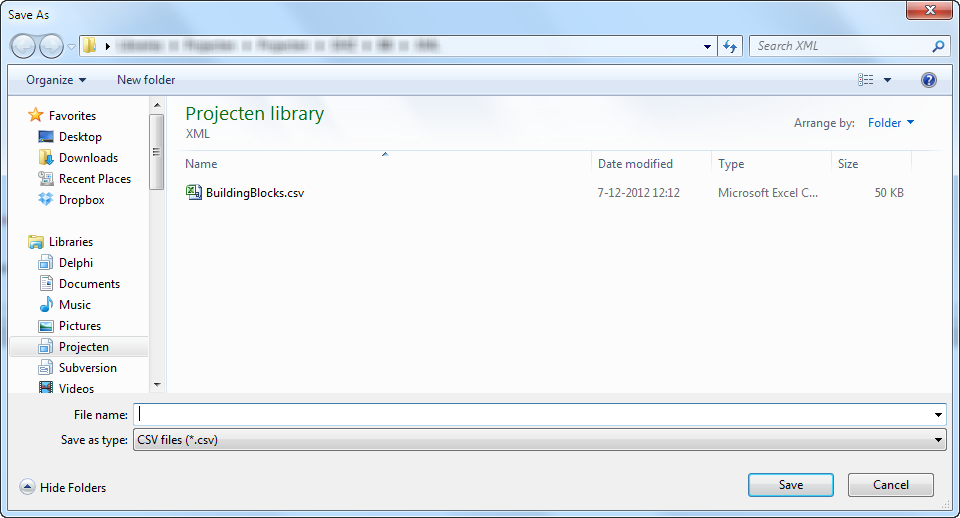 Save As
Search XML
Organize New folder
Favorites
Desktop
Downloads
Recent Places
Dropbox
Libraries
Delphi
Documents
Music
Pictures
Projecten
Subversion
Videos
Projecten library
XML
Arrange by: Folder
Name Date modified Type Size
BuildingBlocks.csv 7-12-2012 12:12 Microsoft Excel C... 50 KB
File name:
Save as type: CSV files (*.csv)
Hide Folders Save Cancel